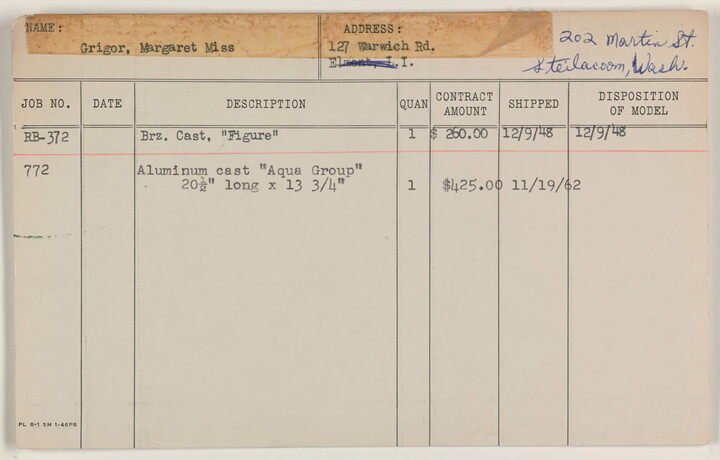 NAME: ADDRESS:
Grigor, Margaret Miss 127 Warwich Rd. 202 Martin St.
Elmont, L.I. Steilacoom, Wash.
JOB NO. DATE DESCRIPTION QUAN CONTRACT AMOUNT SHIPPED DISPOSITION OF MODEL
RB-372 Brz. Cast, "Figure" 1 $ 260.00 12/9/48 12/9/48
772 Aluminum cast "Aqua Group"
20½" long x 13 3/4" 1 $425.00 11/19/62
PL 6-1 3M 1-46PS